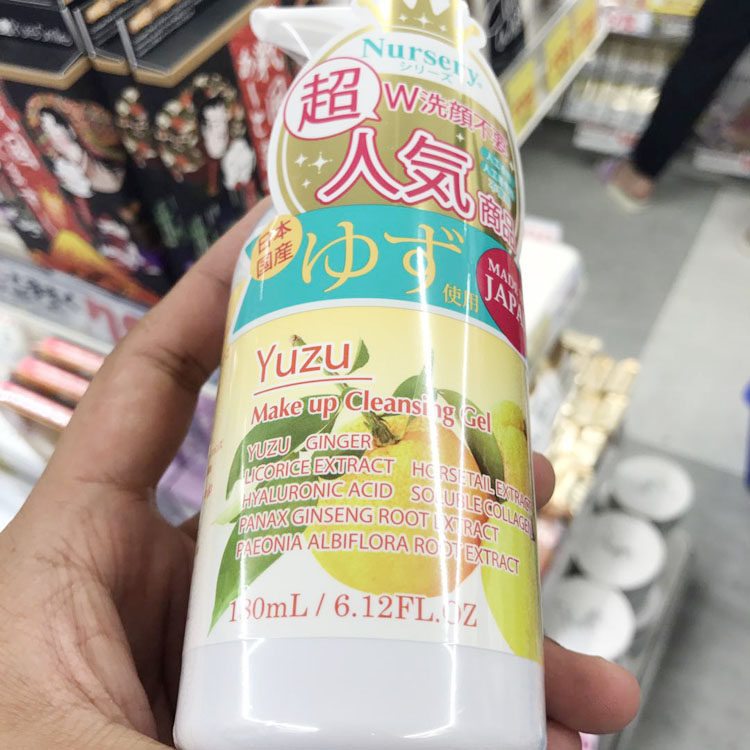 Nursery
シリーズ
W洗顔不要
超
人気
商品
日本
国産
ゆず
使用
MADE
JAPA
Yuzu
Make up Cleansing Gel
YUZU GINGER
LICORICE EXTRACT HORSETAIL EXTRACT
HYALURONIC ACID SOLUBLE COLLAGEN
PANAX GINSENG ROOT EXTRACT
PAEONIA ALBIFLORA ROOT EXTRACT
180mL / 6.12FL.OZ